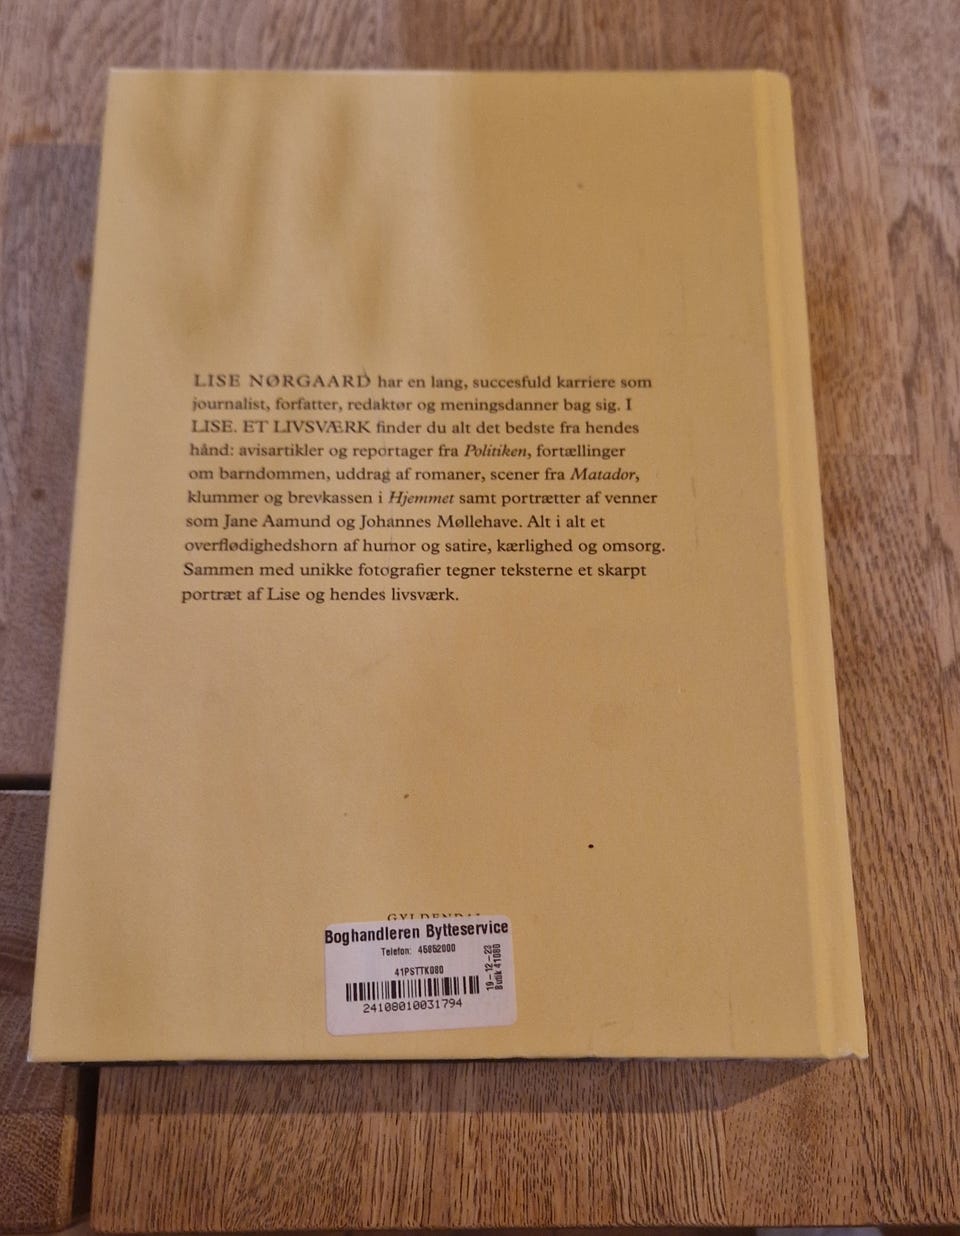 LISE NØRGAARD har en lang, succesfuld karriere som
journalist, forfatter, redaktør og meningsdanner bag sig. I
LISE. ET LIVSVÆRK finder du alt det bedste fra hendes
hånd: avisartikler og reportager fra Politiken, fortællinger
om barndommen, uddrag af romaner, scener fra Matador,
klummer og brevkassen i Hjemmet samt portrætter af venner
som Jane Aamund og Johannes Møllehave. Alt i alt et
overflødighedshorn af humor og satire, kærlighed og omsorg.
Sammen med unikke fotografier tegner teksterne et skarpt
portræt af Lise og hendes livsværk.
GYLDENDAL
Boghandleren Bytteservice
Telefon: 45852000
41PSTTK080
24108010031794
19-12-23
Butik 41080